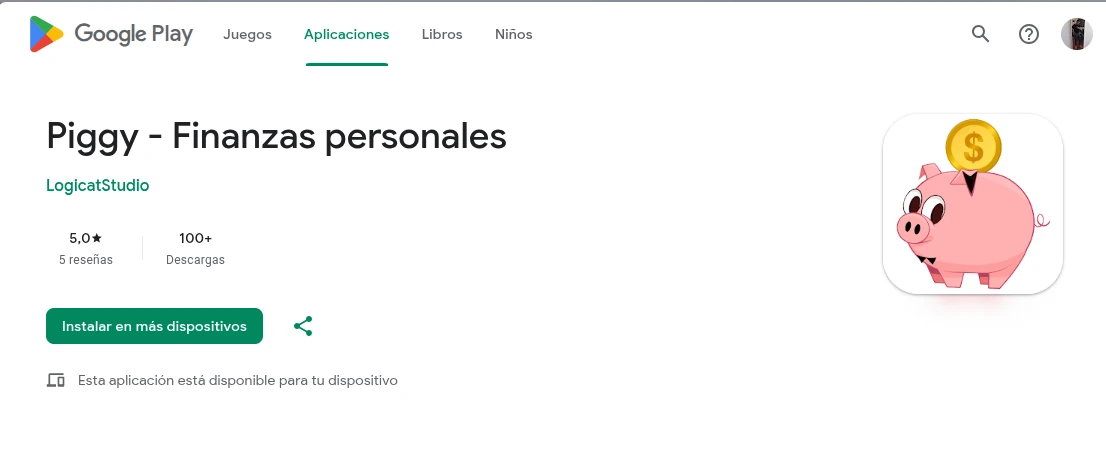 Google Play Juegos Aplicaciones Libros Niños
Piggy - Finanzas personales
$
LogicatStudio
5,0★ 100+
5 reseñas Descargas
Instalar en más dispositivos
Esta aplicación está disponible para tu dispositivo